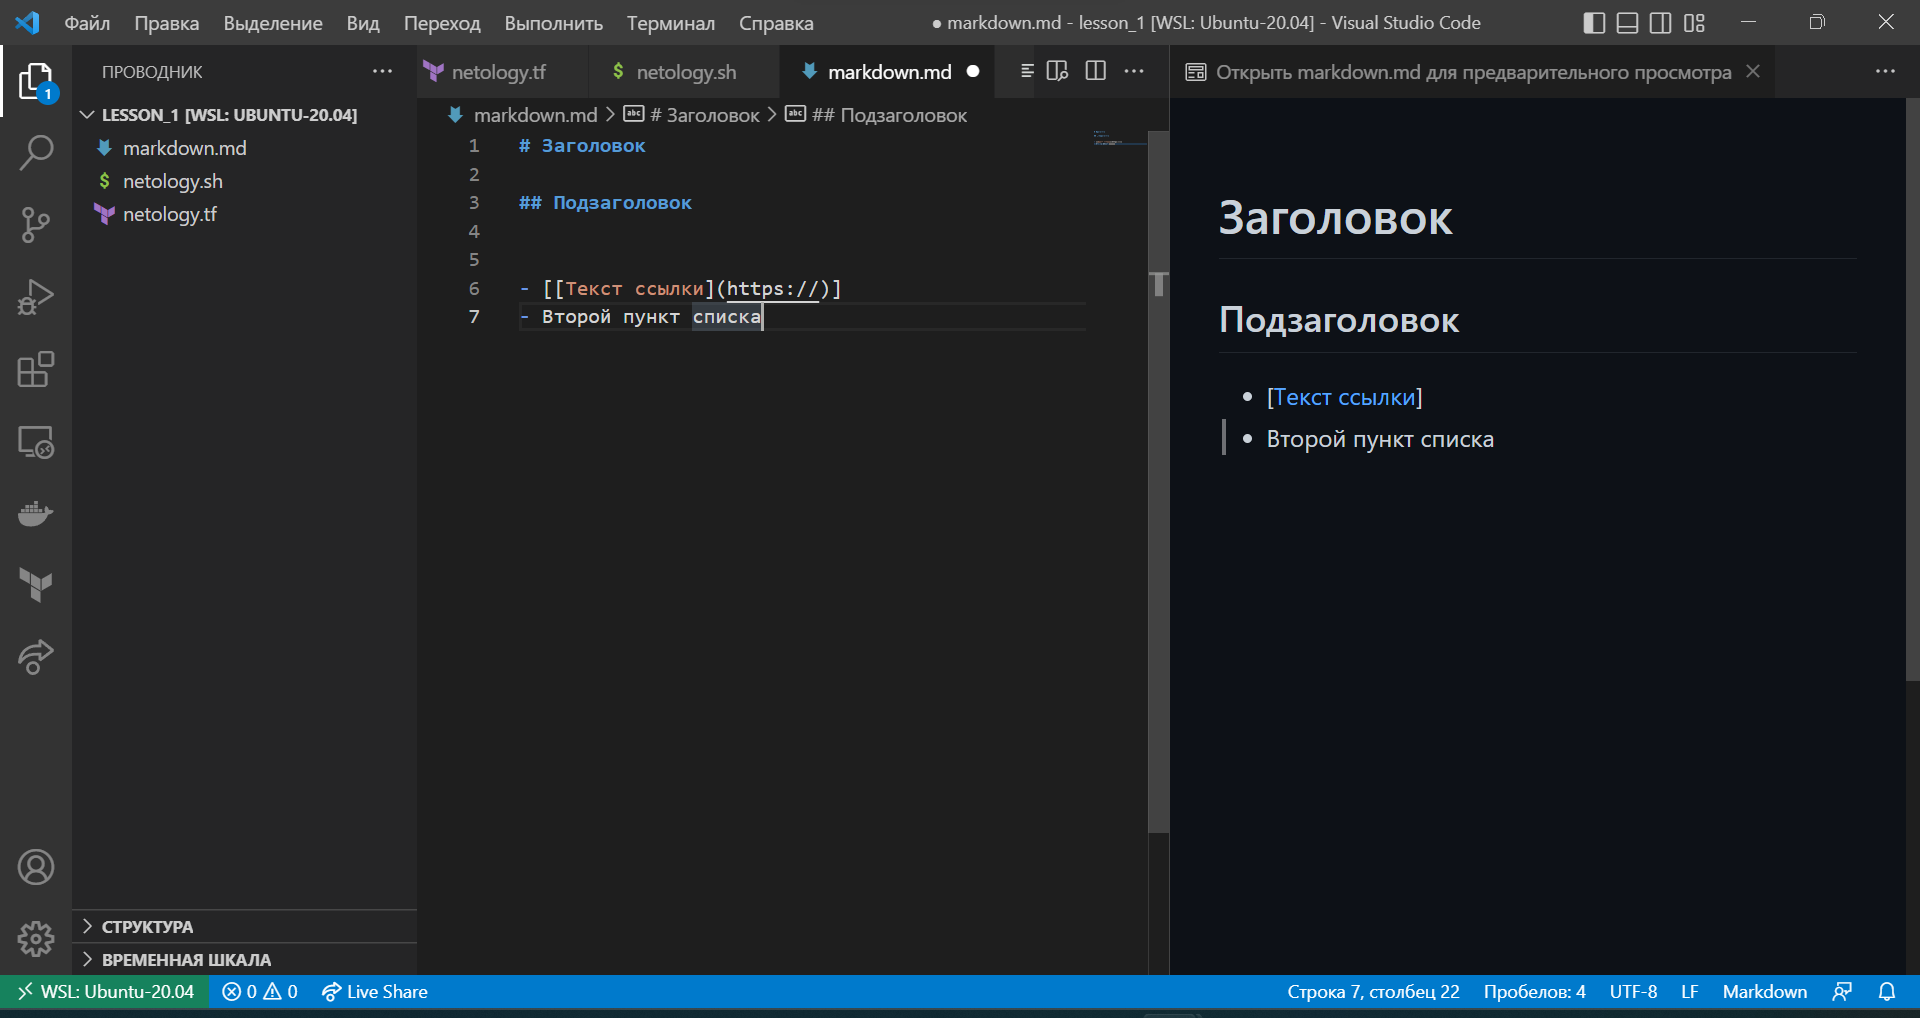 Файл Правка Выделение Вид Переход Выполнить Терминал Справка
● markdown.md - lesson_1 [WSL: Ubuntu-20.04] - Visual Studio Code
1
ПРОВОДНИК
LESSON_1 [WSL: UBUNTU-20.04]
markdown.md
$ netology.sh
netology.tf
СТРУКТУРА
ВРЕМЕННАЯ ШКАЛА
netology.tf $ netology.sh markdown.md
markdown.md > abc # Заголовок > abc ## Подзаголовок
1 # Заголовок
2
3 ## Подзаголовок
4
5
6 - [[Текст ссылки](https://)]
7 - Второй пункт списка
Открыть markdown.md для предварительного просмотра
Заголовок
Подзаголовок
• [Текст ссылки]
• Второй пункт списка
WSL: Ubuntu-20.04 0 0 Live Share Строка 7, столбец 22 Пробелов: 4 UTF-8 LF Markdown